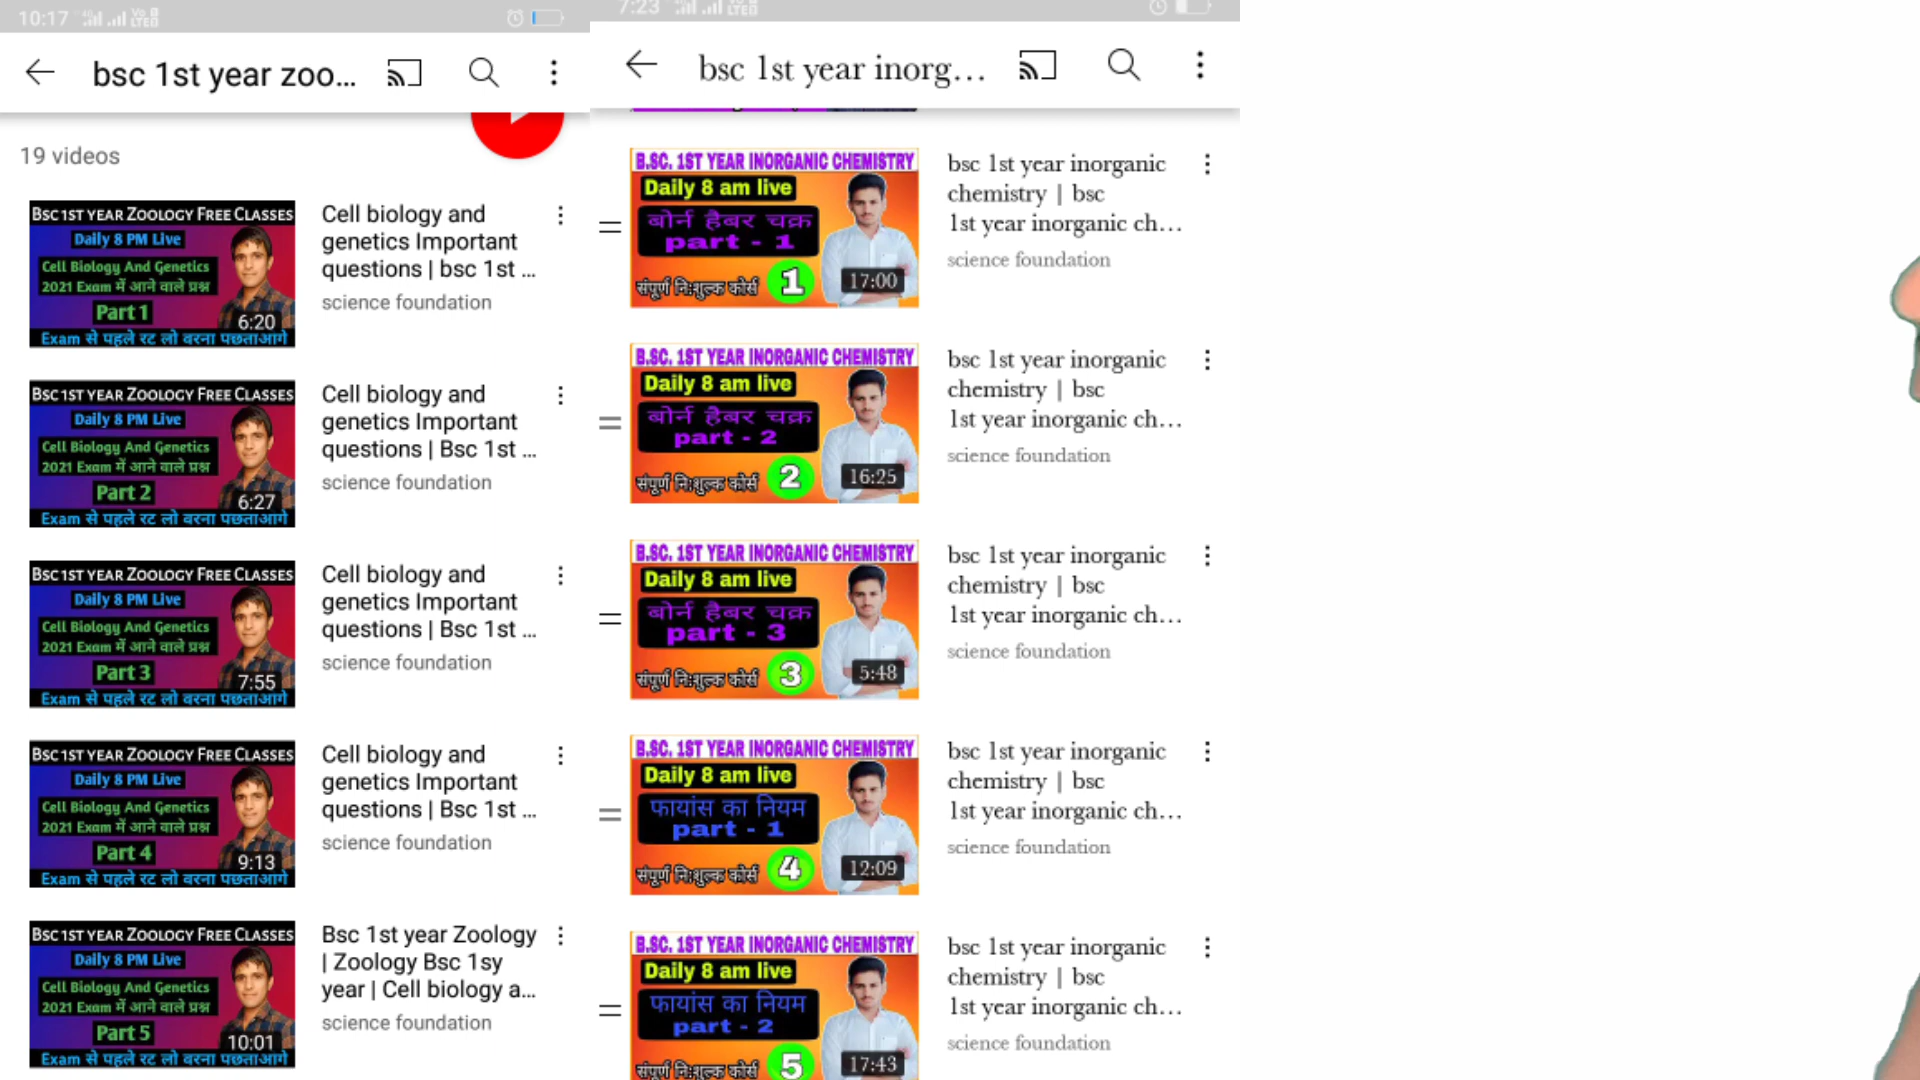 10:17
bsc 1st year zoo...
19 videos
BSC 1ST YEAR ZOOLOGY FREE CLASSES
Daily 8 PM Live
Cell Biology And Genetics
2021 Exam में आने वाले प्रश्न
Part 1
6:20
Exam से पहले रट लो वरना पछताआगे
Cell biology and
genetics Important
questions | bsc 1st ...
science foundation
BSC 1ST YEAR ZOOLOGY FREE CLASSES
Daily 8 PM Live
Cell Biology And Genetics
2021 Exam में आने वाले प्रश्न
Part 2
6:27
Exam से पहले रट लो वरना पछताआगे
Cell biology and
genetics Important
questions | Bsc 1st ...
science foundation
BSC 1ST YEAR ZOOLOGY FREE CLASSES
Daily 8 PM Live
Cell Biology And Genetics
2021 Exam में आने वाले प्रश्न
Part 3
7:55
Exam से पहले रट लो वरना पछताआगे
Cell biology and
genetics Important
questions | Bsc 1st ...
science foundation
BSC 1ST YEAR ZOOLOGY FREE CLASSES
Daily 8 PM Live
Cell Biology And Genetics
2021 Exam में आने वाले प्रश्न
Part 4
9:13
Exam से पहले रट लो वरना पछताआगे
Cell biology and
genetics Important
questions | Bsc 1st ...
science foundation
BSC 1ST YEAR ZOOLOGY FREE CLASSES
Daily 8 PM Live
Cell Biology And Genetics
2021 Exam में आने वाले प्रश्न
Part 5
10:01
Exam से पहले रट लो वरना पछताआगे
Bsc 1st year Zoology
| Zoology Bsc 1sy
year | Cell biology a...
science foundation
7:23
bsc 1st year inorg...
B.SC. 1ST YEAR INORGANIC CHEMISTRY
Daily 8 am live
बोर्न हैबर चक्र
part - 1
संपूर्ण निःशुल्क कोर्स
1
17:00
bsc 1st year inorganic
chemistry | bsc
1st year inorganic ch...
science foundation
B.SC. 1ST YEAR INORGANIC CHEMISTRY
Daily 8 am live
बोर्न हैबर चक्र
part - 2
संपूर्ण निःशुल्क कोर्स
2
16:25
bsc 1st year inorganic
chemistry | bsc
1st year inorganic ch...
science foundation
B.SC. 1ST YEAR INORGANIC CHEMISTRY
Daily 8 am live
बोर्न हैबर चक्र
part - 3
संपूर्ण निःशुल्क कोर्स
3
5:48
bsc 1st year inorganic
chemistry | bsc
1st year inorganic ch...
science foundation
B.SC. 1ST YEAR INORGANIC CHEMISTRY
Daily 8 am live
फायांस का नियम
part - 1
संपूर्ण निःशुल्क कोर्स
4
12:09
bsc 1st year inorganic
chemistry | bsc
1st year inorganic ch...
science foundation
B.SC. 1ST YEAR INORGANIC CHEMISTRY
Daily 8 am live
फायांस का नियम
part - 2
संपूर्ण निःशुल्क कोर्स
5
17:43
bsc 1st year inorganic
chemistry | bsc
1st year inorganic ch...
science foundation